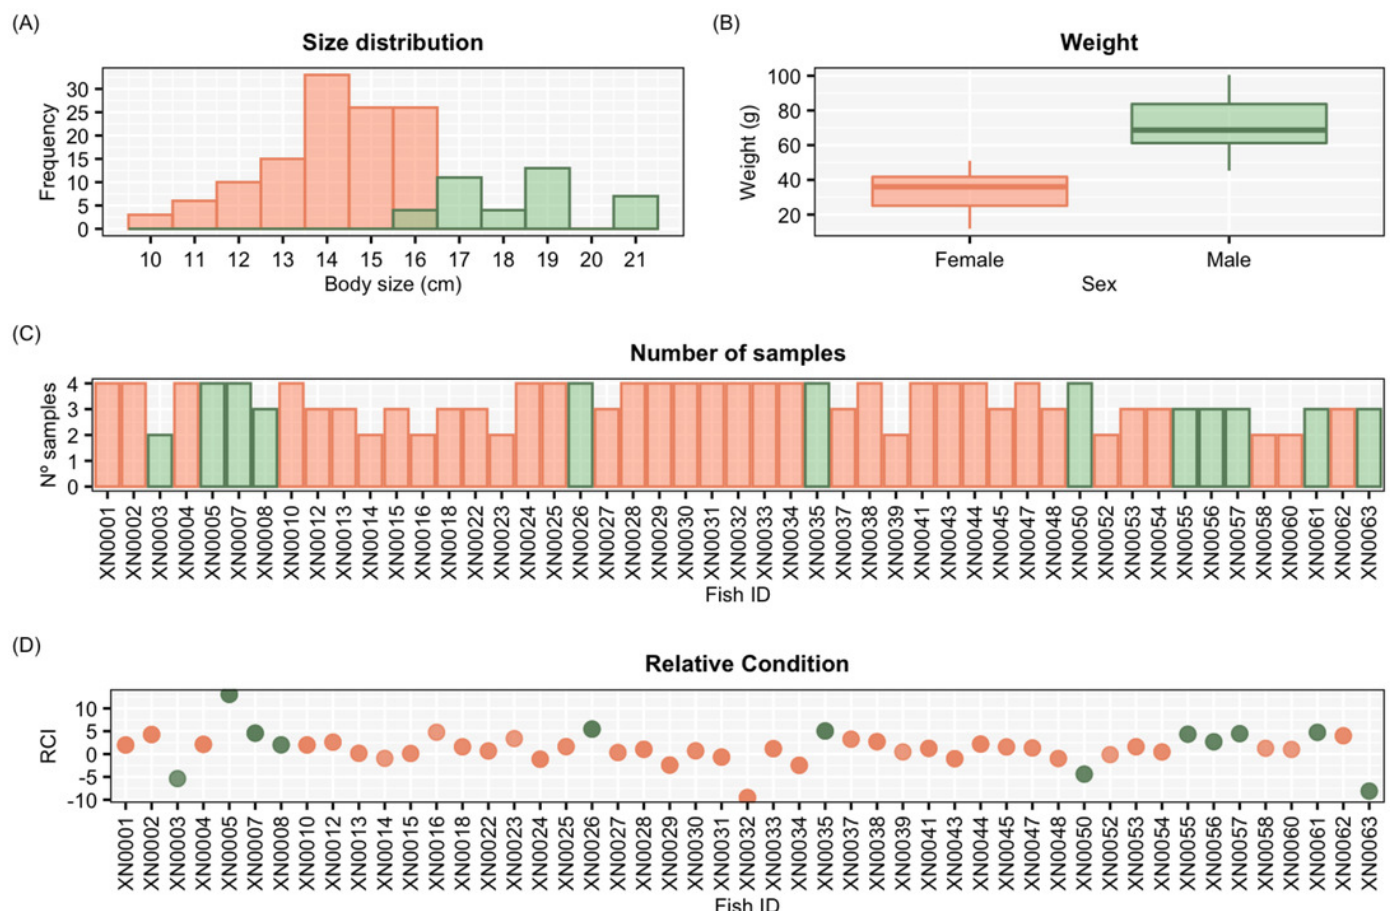 (A)
Size distribution
Frequency
30
25
20
15
10
5
0
10 11 12 13 14 15 16 17 18 19 20 21
Body size (cm)
(B)
Weight
Weight (g)
100
80
60
40
20
Female Male
Sex
(C)
Number of samples
Nº samples
4
3
2
1
0
XN0001 XN0002 XN0003 XN0004 XN0005 XN0007 XN0008 XN0010 XN0012 XN0013 XN0014 XN0015 XN0016 XN0018 XN0022 XN0023 XN0024 XN0025 XN0026 XN0027 XN0028 XN0029 XN0030 XN0031 XN0032 XN0033 XN0034 XN0035 XN0037 XN0038 XN0039 XN0041 XN0043 XN0044 XN0045 XN0047 XN0048 XN0050 XN0052 XN0053 XN0054 XN0055 XN0056 XN0057 XN0058 XN0060 XN0061 XN0062 XN0063
Fish ID
(D)
Relative Condition
RCI
10
5
0
-5
-10
XN0001 XN0002 XN0003 XN0004 XN0005 XN0007 XN0008 XN0010 XN0012 XN0013 XN0014 XN0015 XN0016 XN0018 XN0022 XN0023 XN0024 XN0025 XN0026 XN0027 XN0028 XN0029 XN0030 XN0031 XN0032 XN0033 XN0034 XN0035 XN0037 XN0038 XN0039 XN0041 XN0043 XN0044 XN0045 XN0047 XN0048 XN0050 XN0052 XN0053 XN0054 XN0055 XN0056 XN0057 XN0058 XN0060 XN0061 XN0062 XN0063
Fish ID